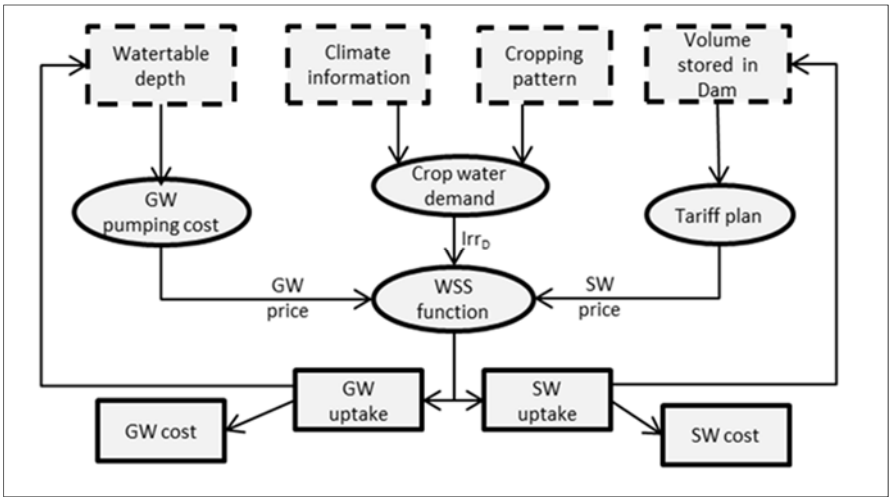 Watertable
depth
Climate
information
Cropping
pattern
Volume
stored in
Dam
GW
pumping cost
Crop water
demand
Tariff plan
IrrD
GW
price
WSS
function
SW
price
GW
uptake
SW
uptake
GW cost
SW cost